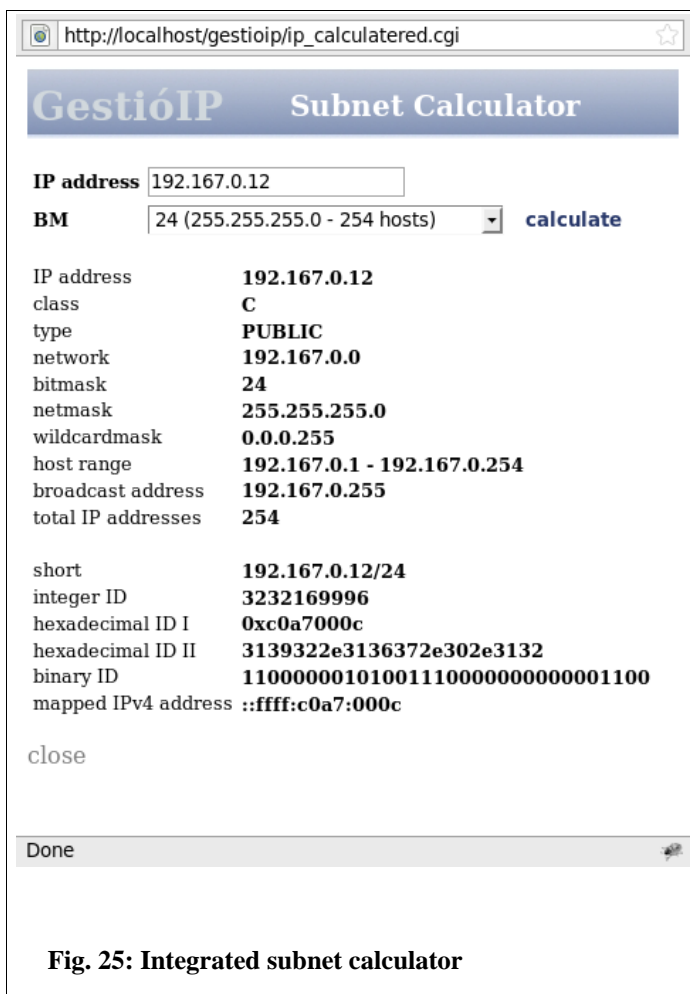 http://localhost/gestioip/ip_calculatered.cgi
GestióIP Subnet Calculator
IP address 192.167.0.12
BM 24 (255.255.255.0 - 254 hosts) calculate
IP address 192.167.0.12
class C
type PUBLIC
network 192.167.0.0
bitmask 24
netmask 255.255.255.0
wildcardmask 0.0.0.255
host range 192.167.0.1 - 192.167.0.254
broadcast address 192.167.0.255
total IP addresses 254
short 192.167.0.12/24
integer ID 3232169996
hexadecimal ID I 0xc0a7000c
hexadecimal ID II 3139322e3136372e302e3132
binary ID 11000000101001110000000000001100
mapped IPv4 address ::ffff:c0a7:000c
close
Done
Fig. 25: Integrated subnet calculator